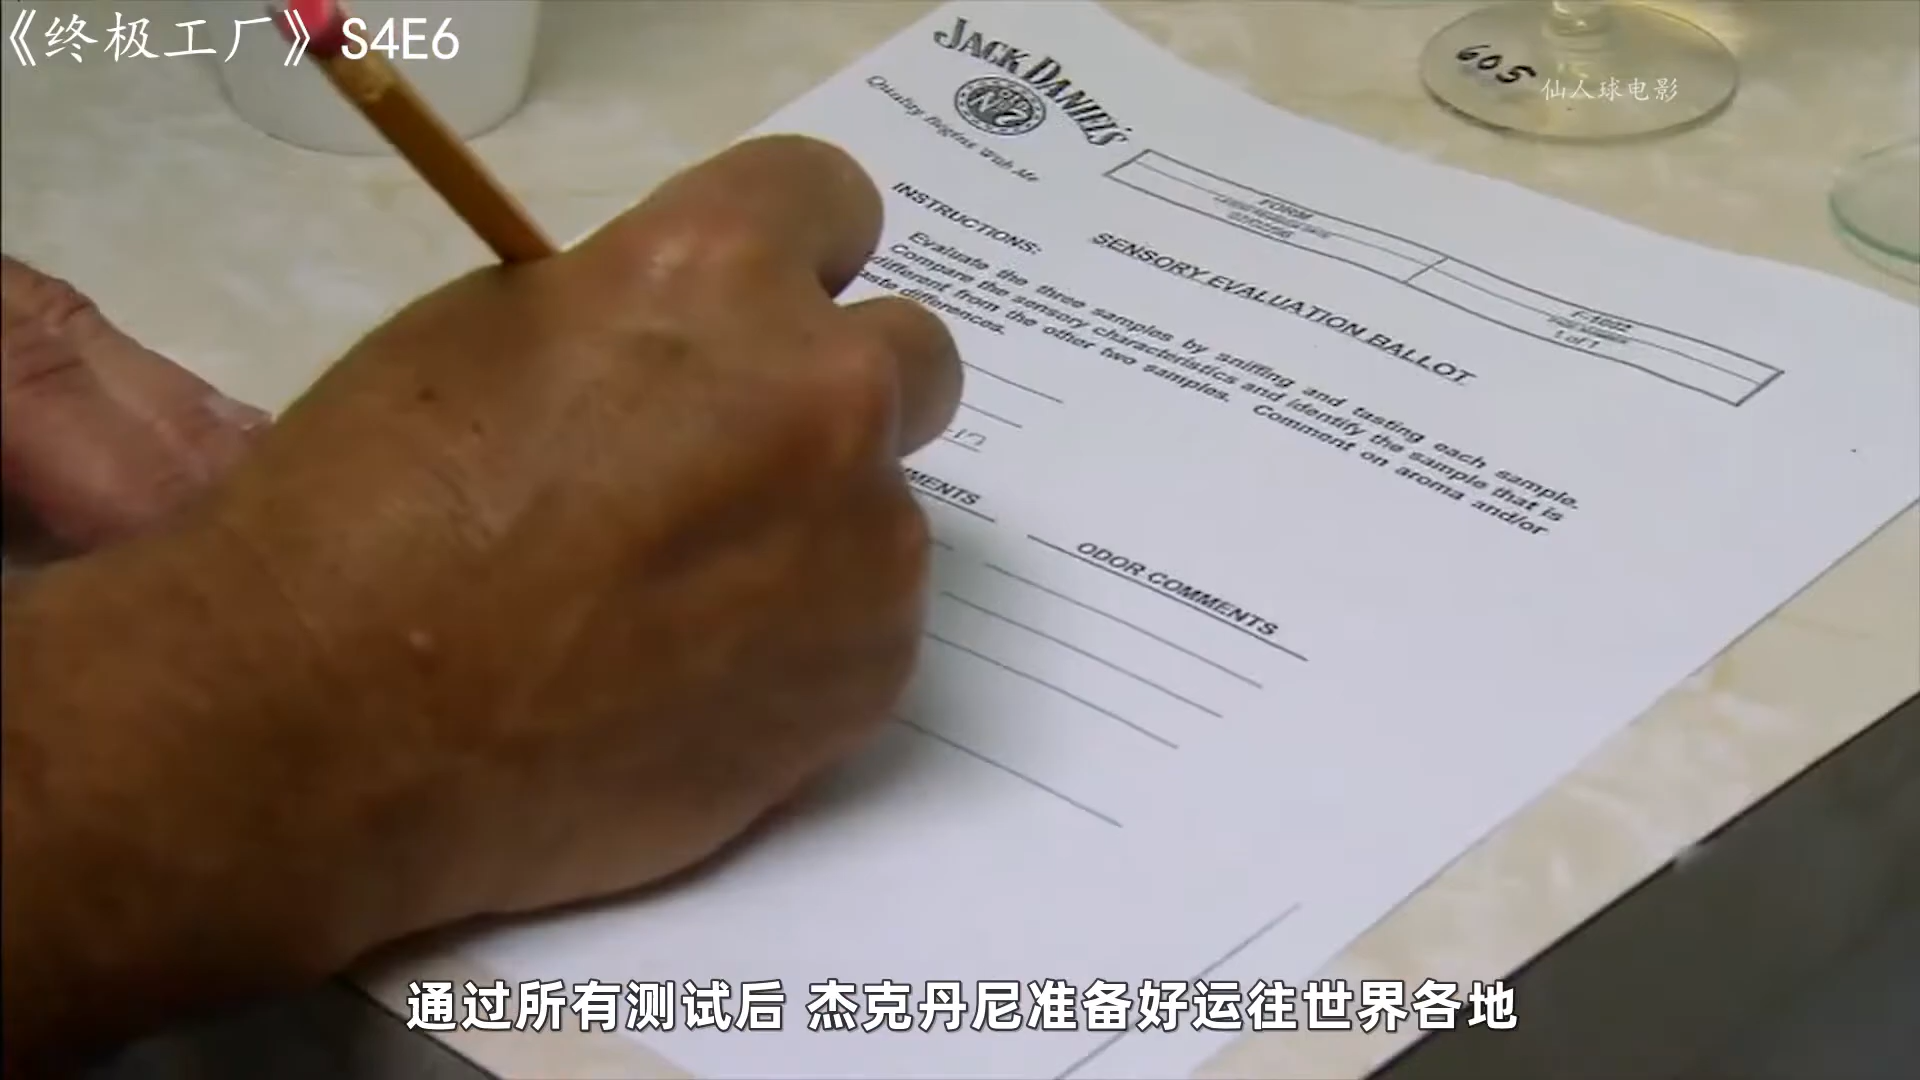 《终极工厂》S4E6
605
仙人球电影
JACK DANIEL'S
OLD
No. 7
Quality Begins With Me
FORM
1 of 1
INSTRUCTIONS:
SENSORY EVALUATION BALLOT
Evaluate the three samples by sniffing and tasting each sample.
Compare the sensory characteristics and identify the sample that is
different from the other two samples. Comment on aroma and/or
differences.
MENTS
ODOR COMMENTS
通过所有测试后 杰克丹尼准备好运往世界各地